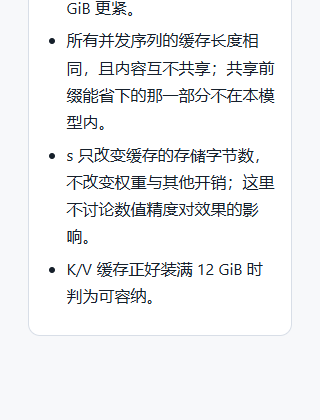 GiB 更紧。
所有并发序列的缓存长度相
同，且内容互不共享；共享前
缀能省下的那一部分不在本模
型内。
s 只改变缓存的存储字节数，
不改变权重与其他开销；这里
不讨论数值精度对效果的影
响。
K/V 缓存正好装满 12 GiB 时
判为可容纳。